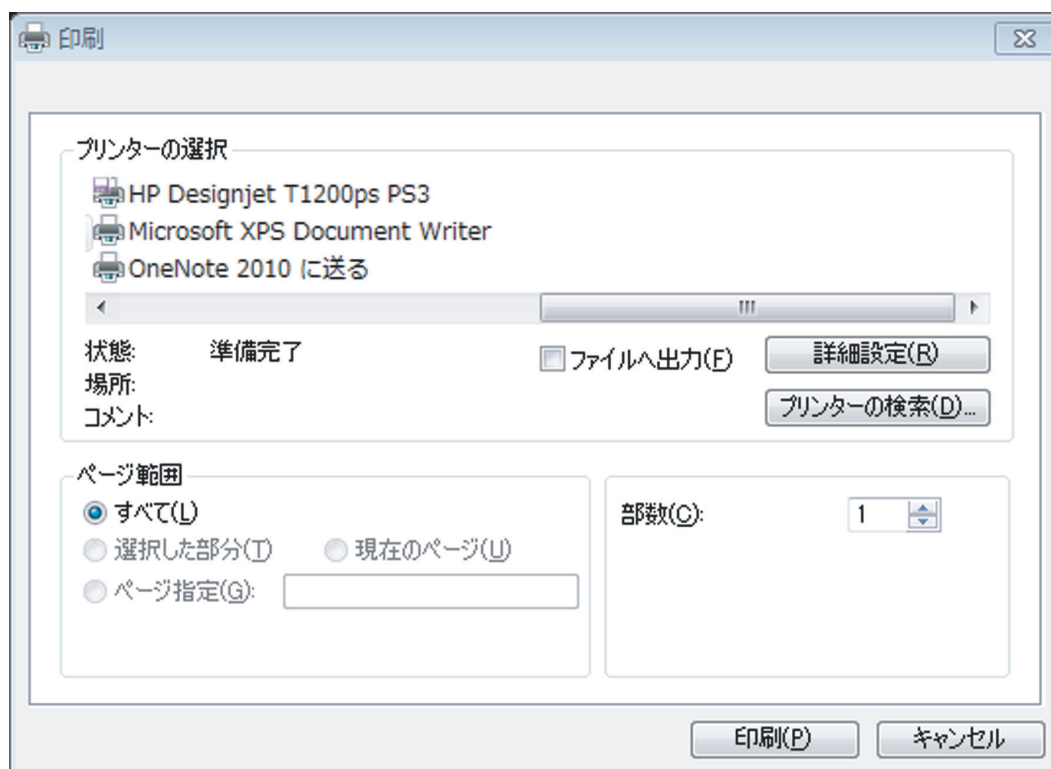 印刷
プリンターの選択
HP Designjet T1200ps PS3
Microsoft XPS Document Writer
OneNote 2010 に送る
状態: 準備完了 ファイルへ出力(F) 詳細設定(R)
場所:
コメント: プリンターの検索(D)...
ページ範囲
すべて(L) 部数(C): 1
選択した部分(T) 現在のページ(U)
ページ指定(G):
印刷(P) キャンセル